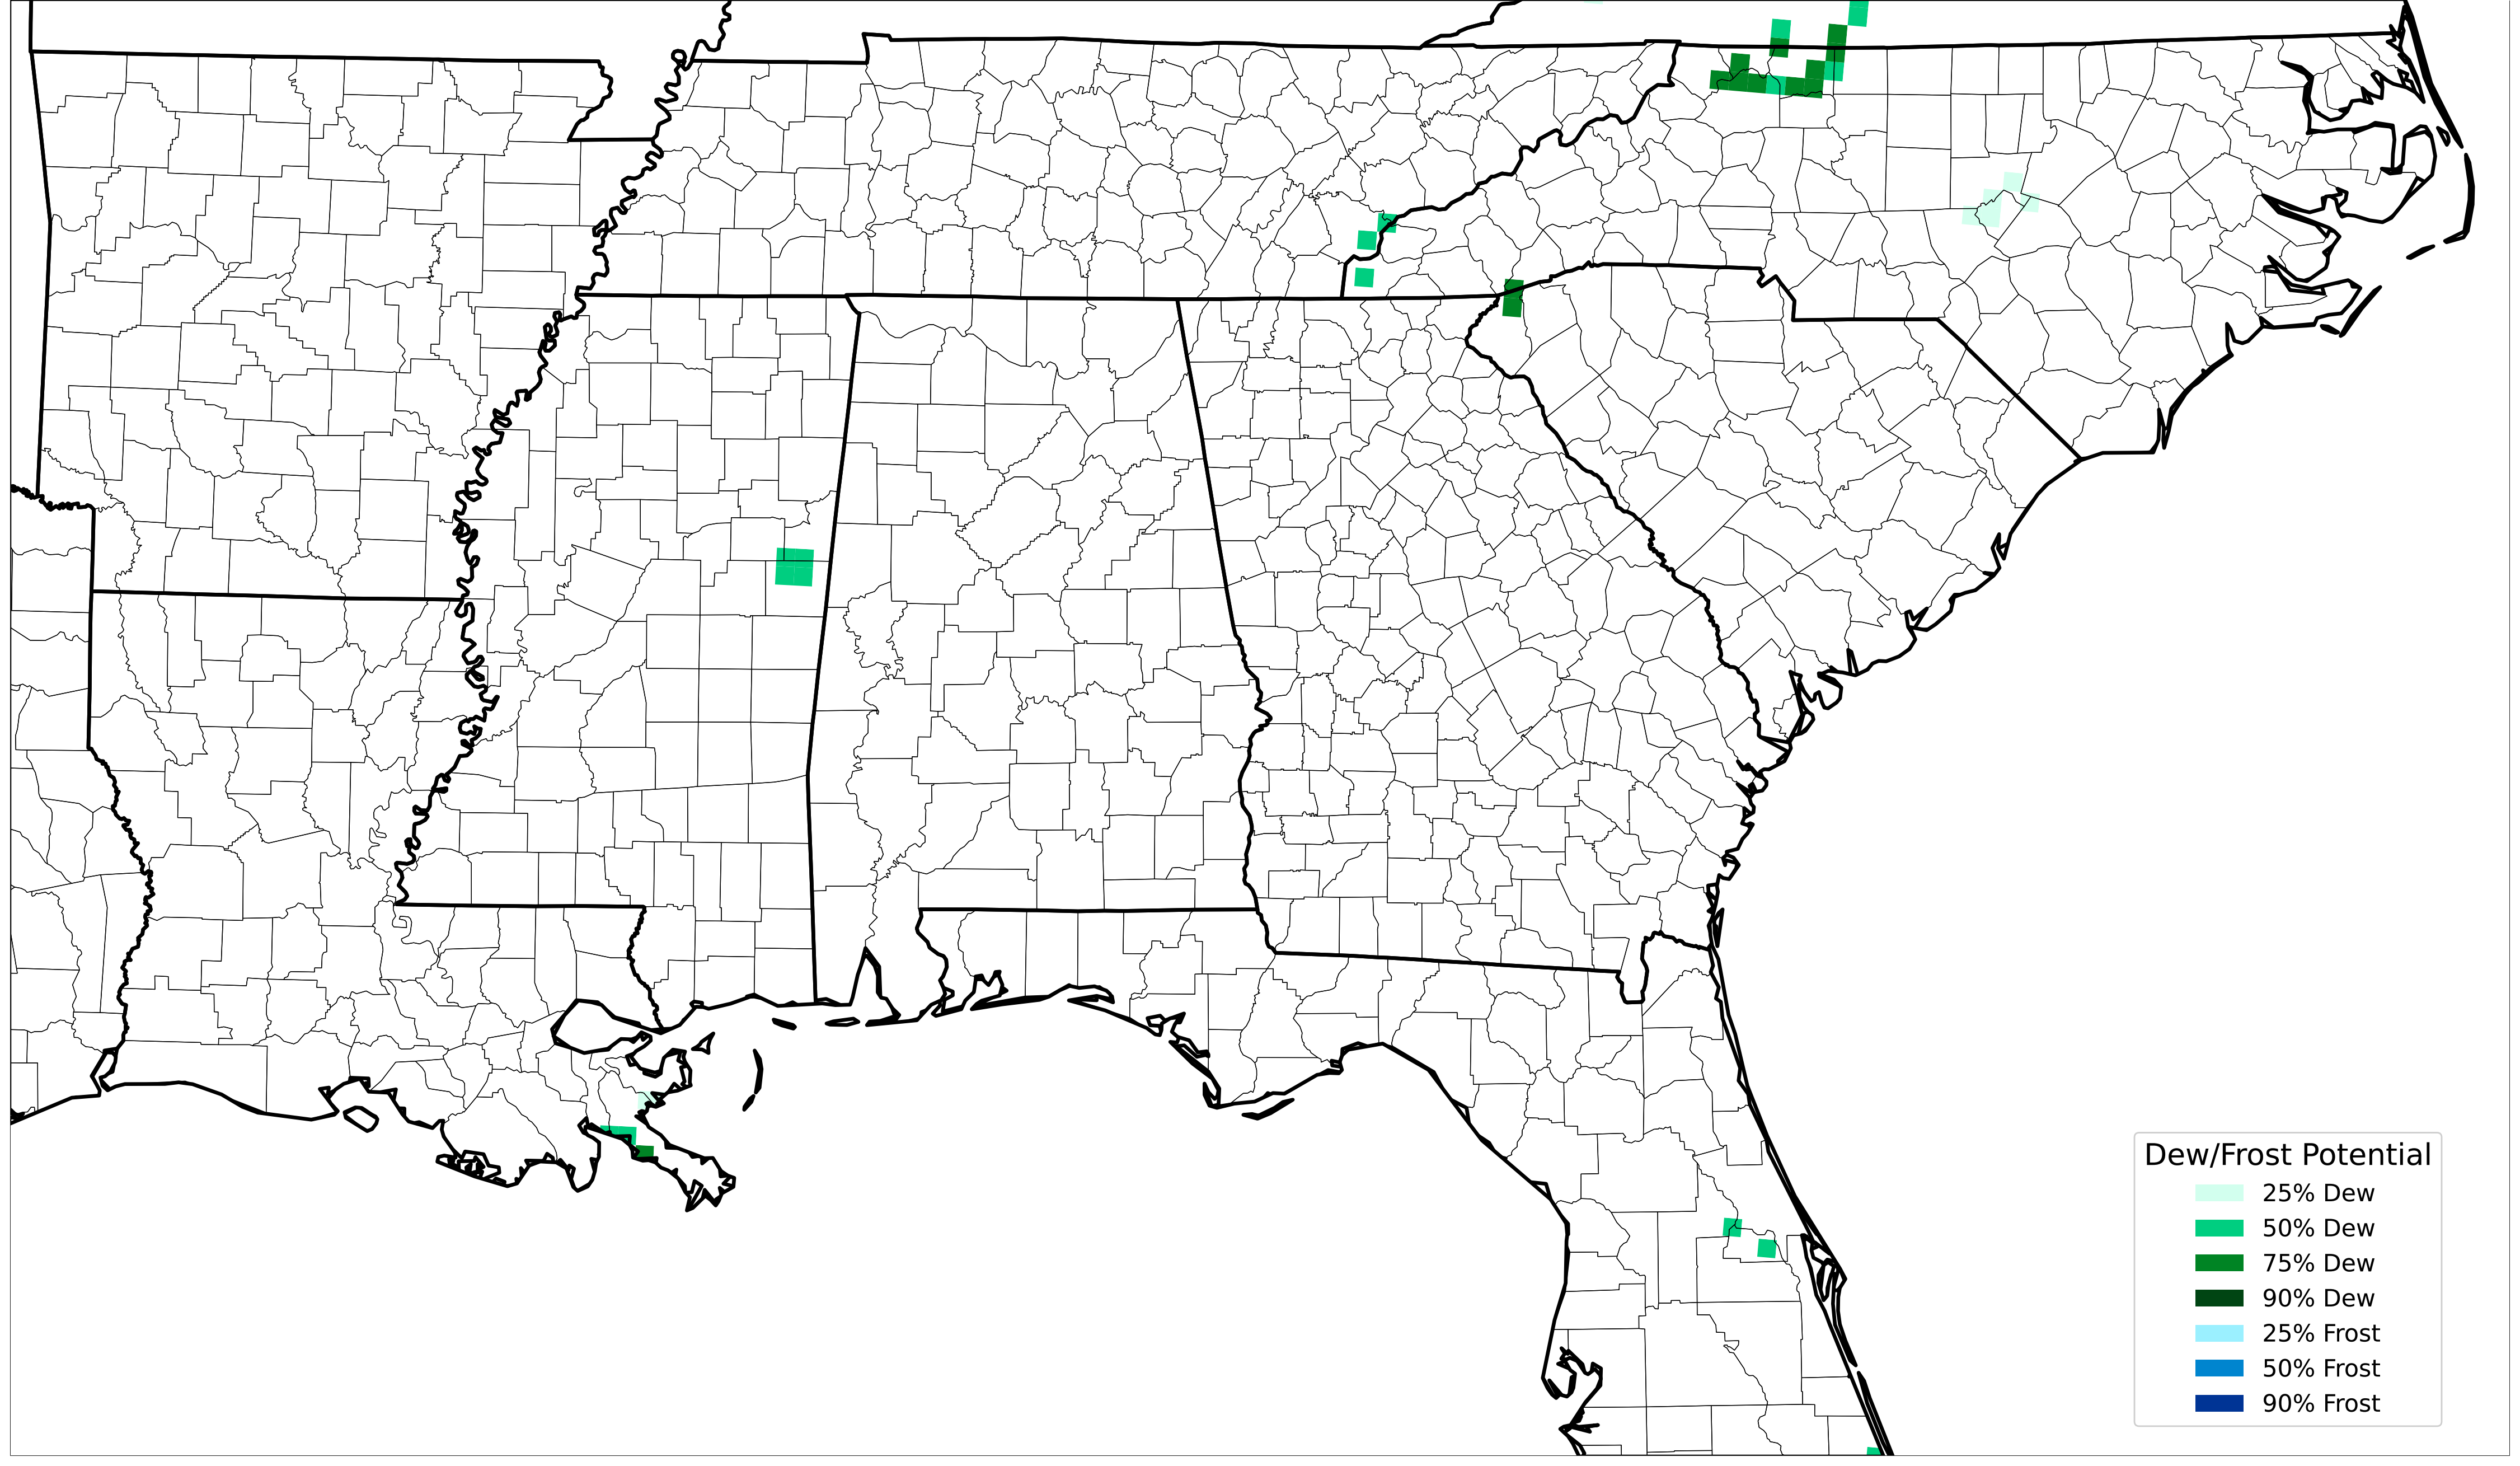 Dew/Frost Potential
25% Dew
50% Dew
75% Dew
90% Dew
25% Frost
50% Frost
90% Frost